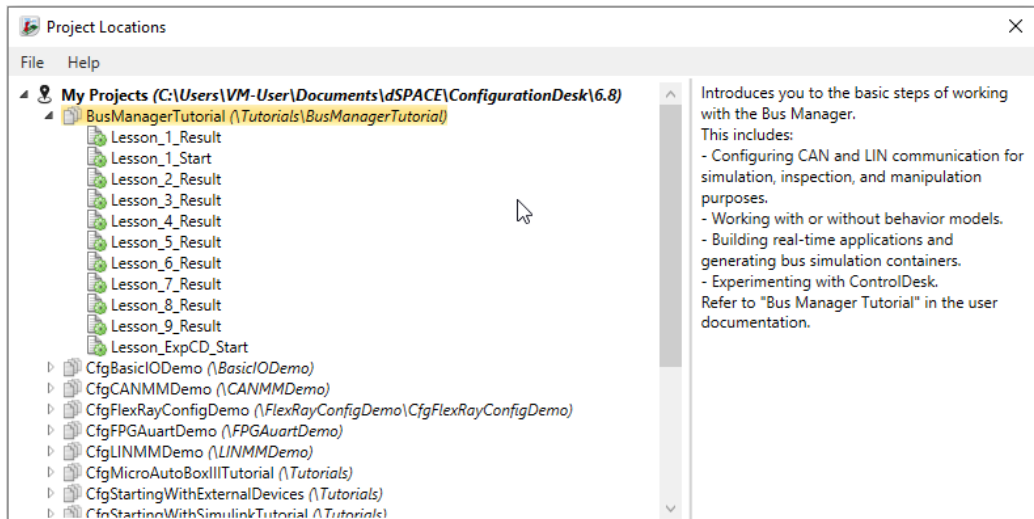 Project Locations
File Help
My Projects (C:\Users\VM-User\Documents\dSPACE\ConfigurationDesk\6.8)
BusManagerTutorial (\Tutorials\BusManagerTutorial)
Lesson_1_Result
Lesson_1_Start
Lesson_2_Result
Lesson_3_Result
Lesson_4_Result
Lesson_5_Result
Lesson_6_Result
Lesson_7_Result
Lesson_8_Result
Lesson_9_Result
Lesson_ExpCD_Start
CfgBasicIODemo (\BasicIODemo)
CfgCANMMDemo (\CANMMDemo)
CfgFlexRayConfigDemo (\FlexRayConfigDemo\CfgFlexRayConfigDemo)
CfgFPGAuartDemo (\FPGAuartDemo)
CfgLINMMDemo (\LINMMDemo)
CfgMicroAutoBoxIIITutorial (\Tutorials)
CfgStartingWithExternalDevices (\Tutorials)
CfgStartingWithSimulinkTutorial (\Tutorials)
Introduces you to the basic steps of working
with the Bus Manager.
This includes:
- Configuring CAN and LIN communication for
simulation, inspection, and manipulation
purposes.
- Working with or without behavior models.
- Building real-time applications and
generating bus simulation containers.
- Experimenting with ControlDesk.
Refer to "Bus Manager Tutorial" in the user
documentation.